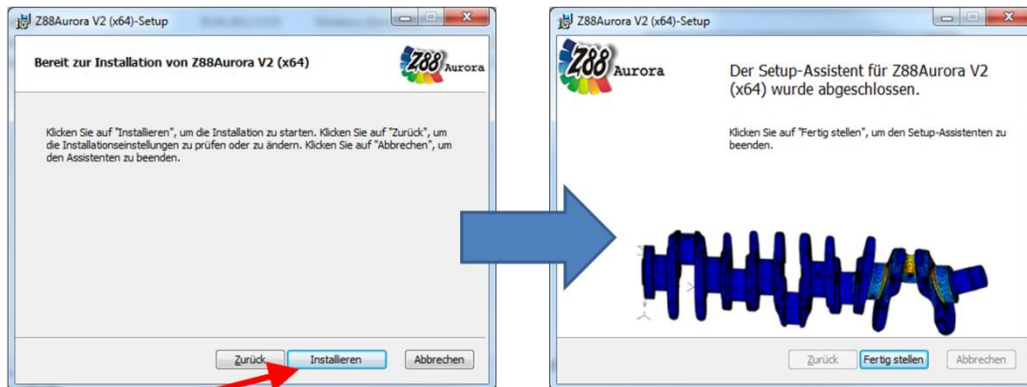 Z88Aurora V2 (x64)-Setup
Bereit zur Installation von Z88Aurora V2 (x64)
Z88 Aurora
Klicken Sie auf "Installieren", um die Installation zu starten. Klicken Sie auf "Zurück", um
die Installationseinstellungen zu prüfen oder zu ändern. Klicken Sie auf "Abbrechen", um
den Assistenten zu beenden.
Zurück Installieren Abbrechen
Z88Aurora V2 (x64)-Setup
Z88 Aurora
Der Setup-Assistent für Z88Aurora V2
(x64) wurde abgeschlossen.
Klicken Sie auf "Fertig stellen", um den Setup-Assistenten zu
beenden.
Zurück Fertig stellen Abbrechen